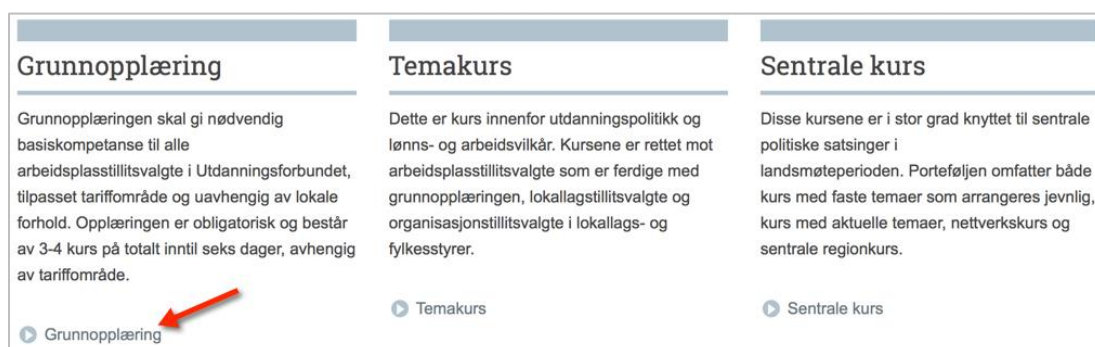 Grunnopplæring
Grunnopplæringen skal gi nødvendig
basiskompetanse til alle
arbeidsplasstillitsvalgte i Utdanningsforbundet,
tilpasset tariffområde og uavhengig av lokale
forhold. Opplæringen er obligatorisk og består
av 3-4 kurs på totalt inntil seks dager, avhengig
av tariffområde.
Grunnopplæring
Temakurs
Dette er kurs innenfor utdanningspolitikk og
lønns- og arbeidsvilkår. Kursene er rettet mot
arbeidsplasstillitsvalgte som er ferdige med
grunnopplæringen, lokallagstillitsvalgte og
organisasjonstillitsvalgte i lokallags- og
fylkesstyrer.
Temakurs
Sentrale kurs
Disse kursene er i stor grad knyttet til sentrale
politiske satsinger i
landsmøteperioden. Porteføljen omfatter både
kurs med faste temaer som arrangeres jevnlig,
kurs med aktuelle temaer, nettverkskurs og
sentrale regionkurs.
Sentrale kurs